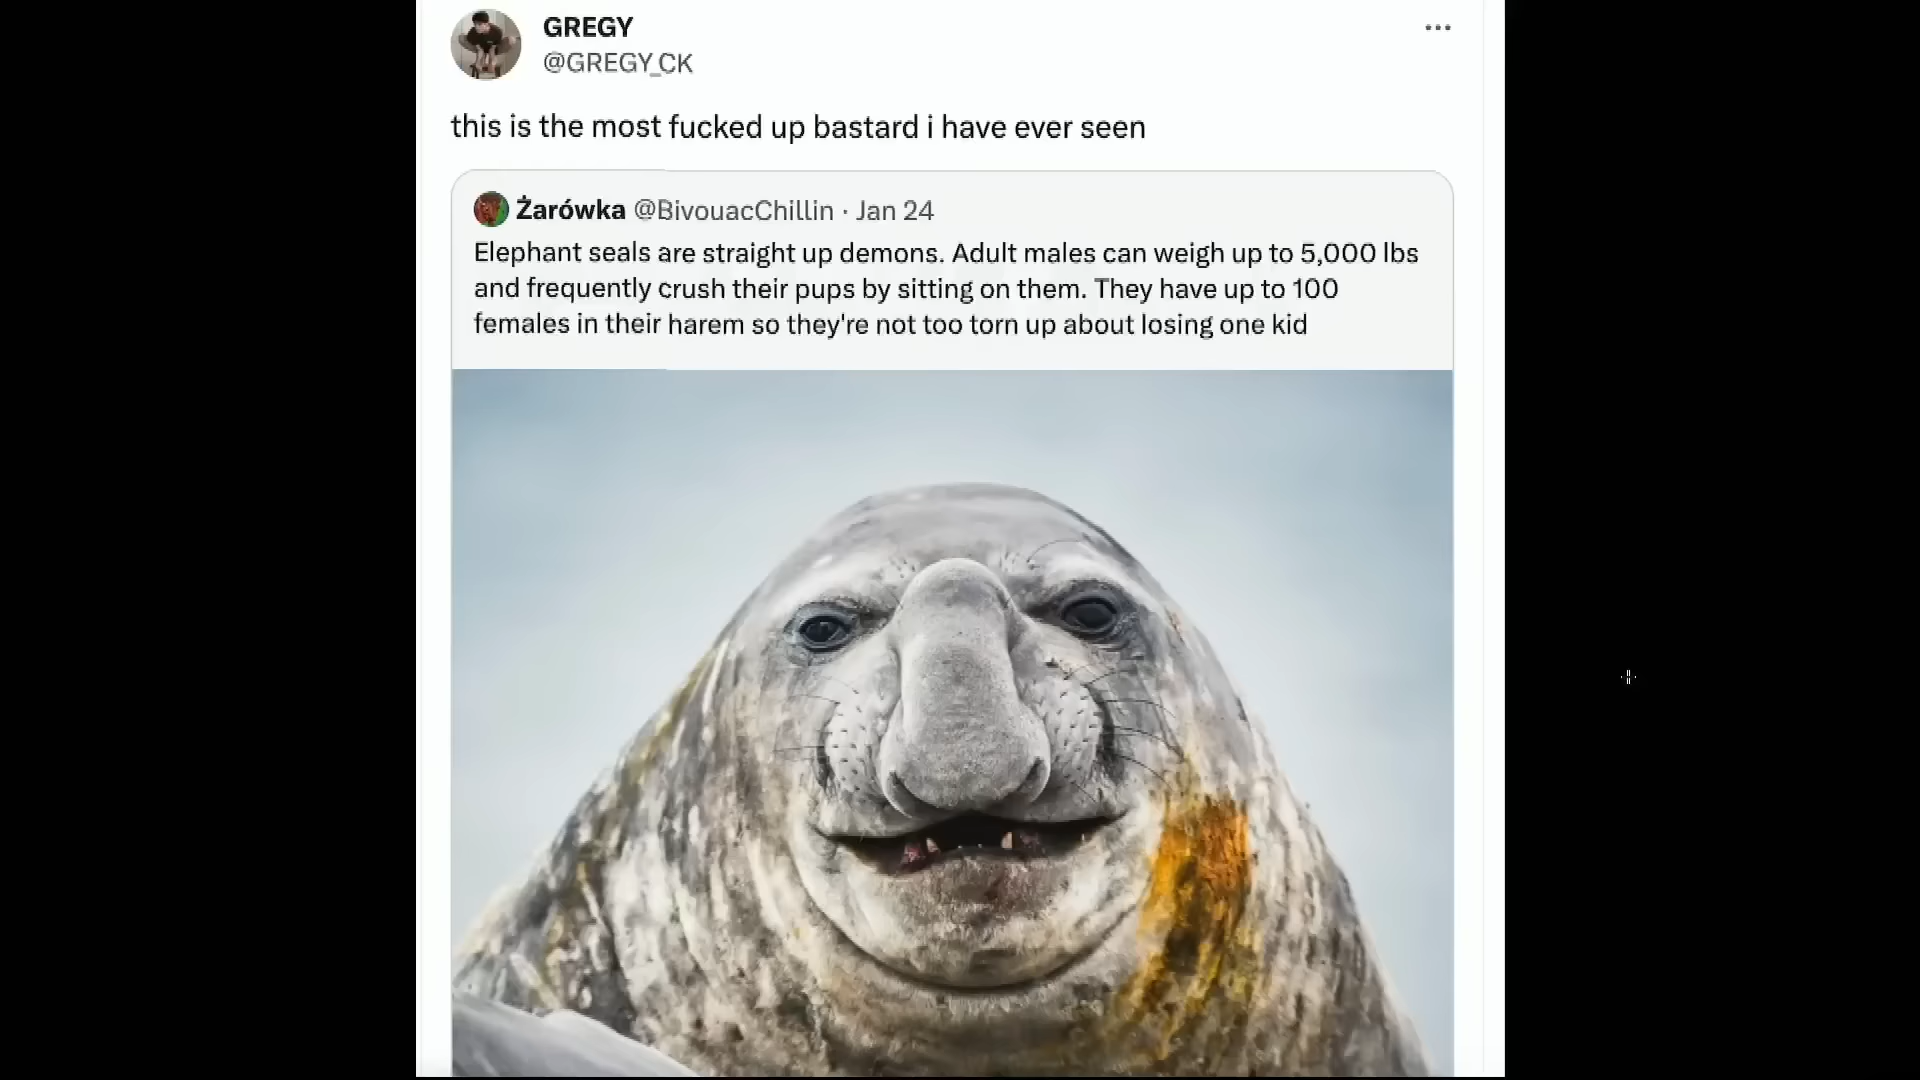 GREGY
@GREGY_CK
this is the most fucked up bastard i have ever seen
Żarówka @BivouacChillin · Jan 24
Elephant seals are straight up demons. Adult males can weigh up to 5,000 lbs
and frequently crush their pups by sitting on them. They have up to 100
females in their harem so they're not too torn up about losing one kid